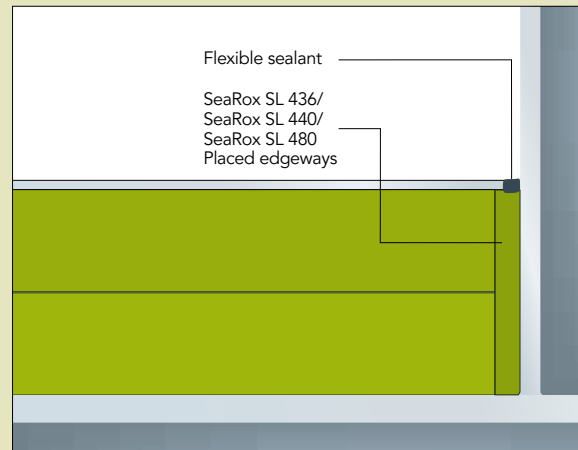 Flexible sealant
SeaRox SL 436/
SeaRox SL 440/
SeaRox SL 480
Placed edgeways